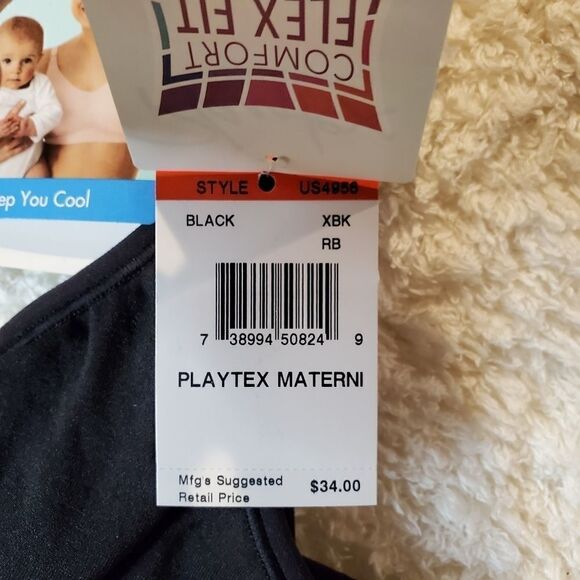 COMFORT
FLEX FIT
ep You Cool
STYLE US4956
BLACK XBK
RB
7 38994 50824 9
PLAYTEX MATERNI
Mfg's Suggested
Retail Price $34.00